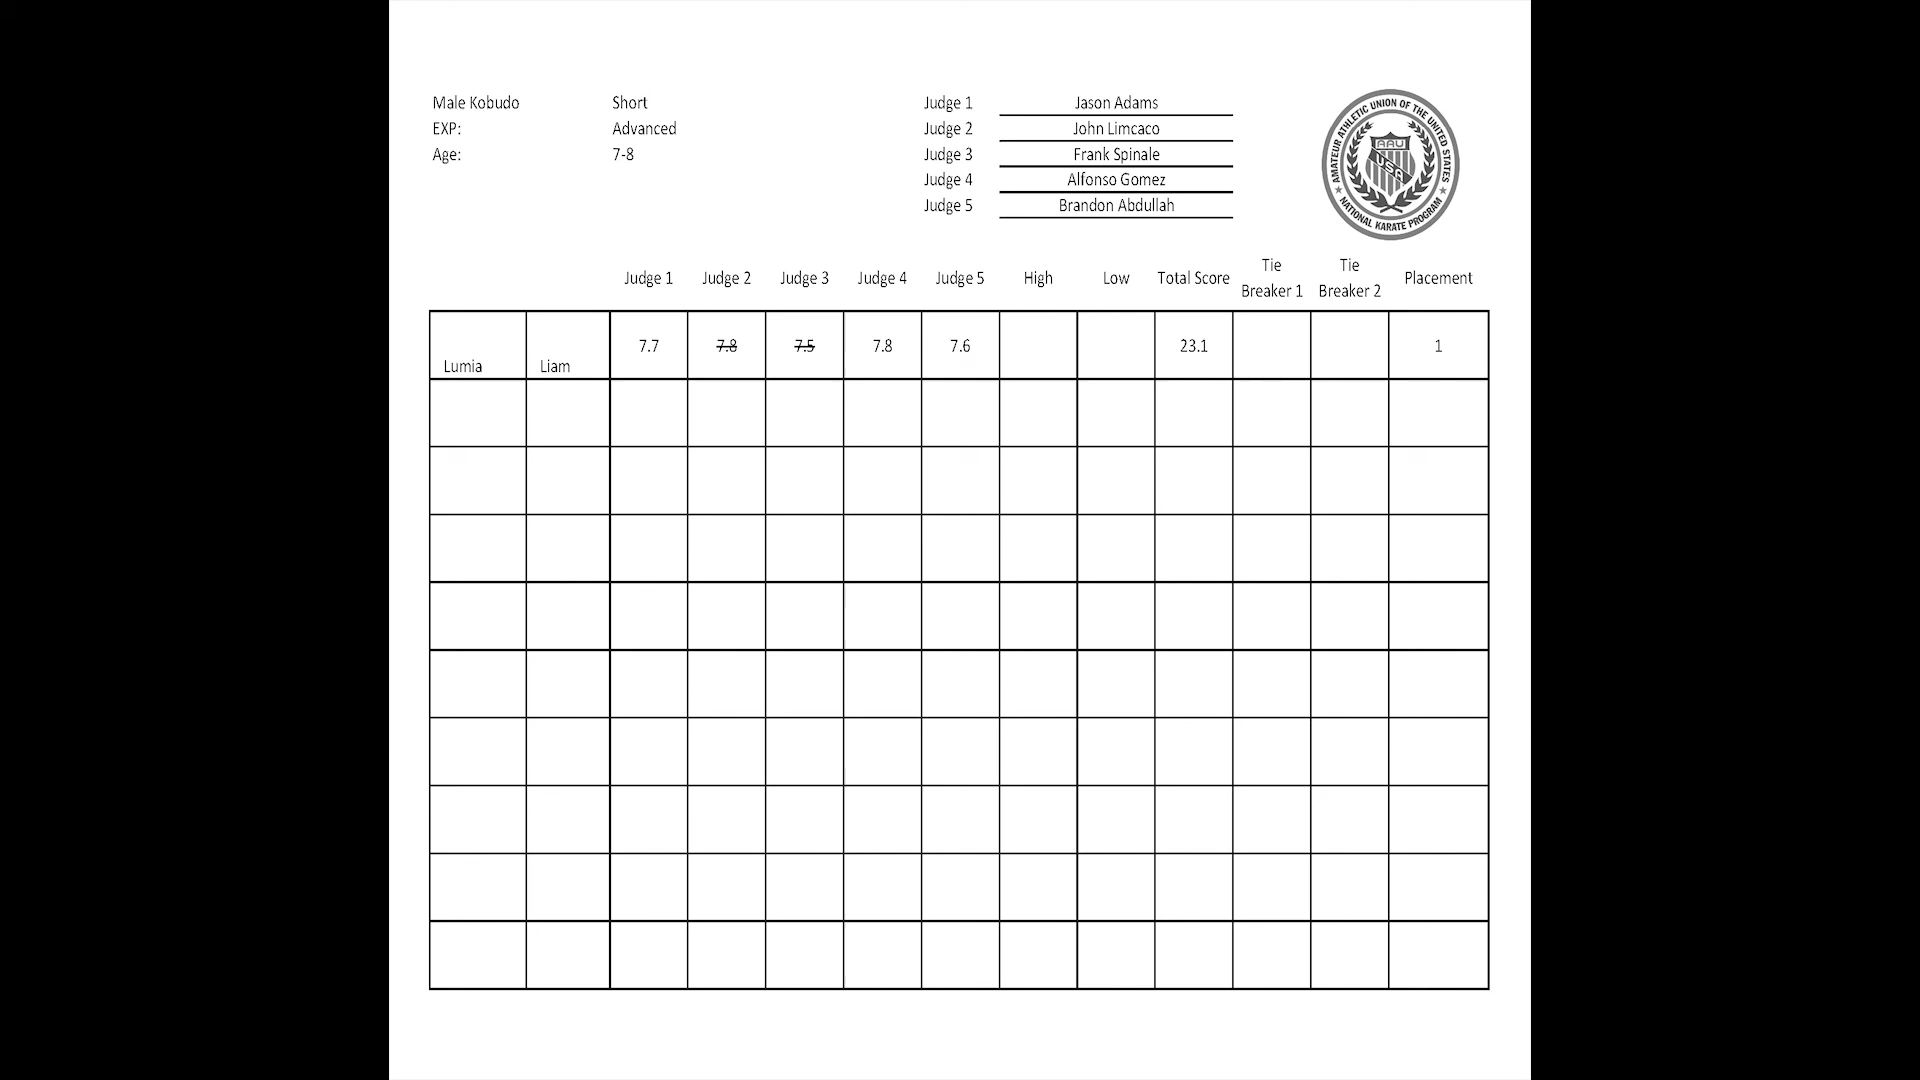 Male Kobudo Short Judge 1 Jason Adams
EXP: Advanced Judge 2 John Limcaco
Age: 7-8 Judge 3 Frank Spinale
Judge 4 Alfonso Gomez
Judge 5 Brandon Abdullah
AMATEUR ATHLETIC UNION OF THE UNITED STATES
AAU
USA
NATIONAL KARATE PROGRAM
Judge 1 Judge 2 Judge 3 Judge 4 Judge 5 High Low Total Score Tie Breaker 1 Tie Breaker 2 Placement
Lumia Liam 7.7 7.8 7.5 7.8 7.6 23.1 1